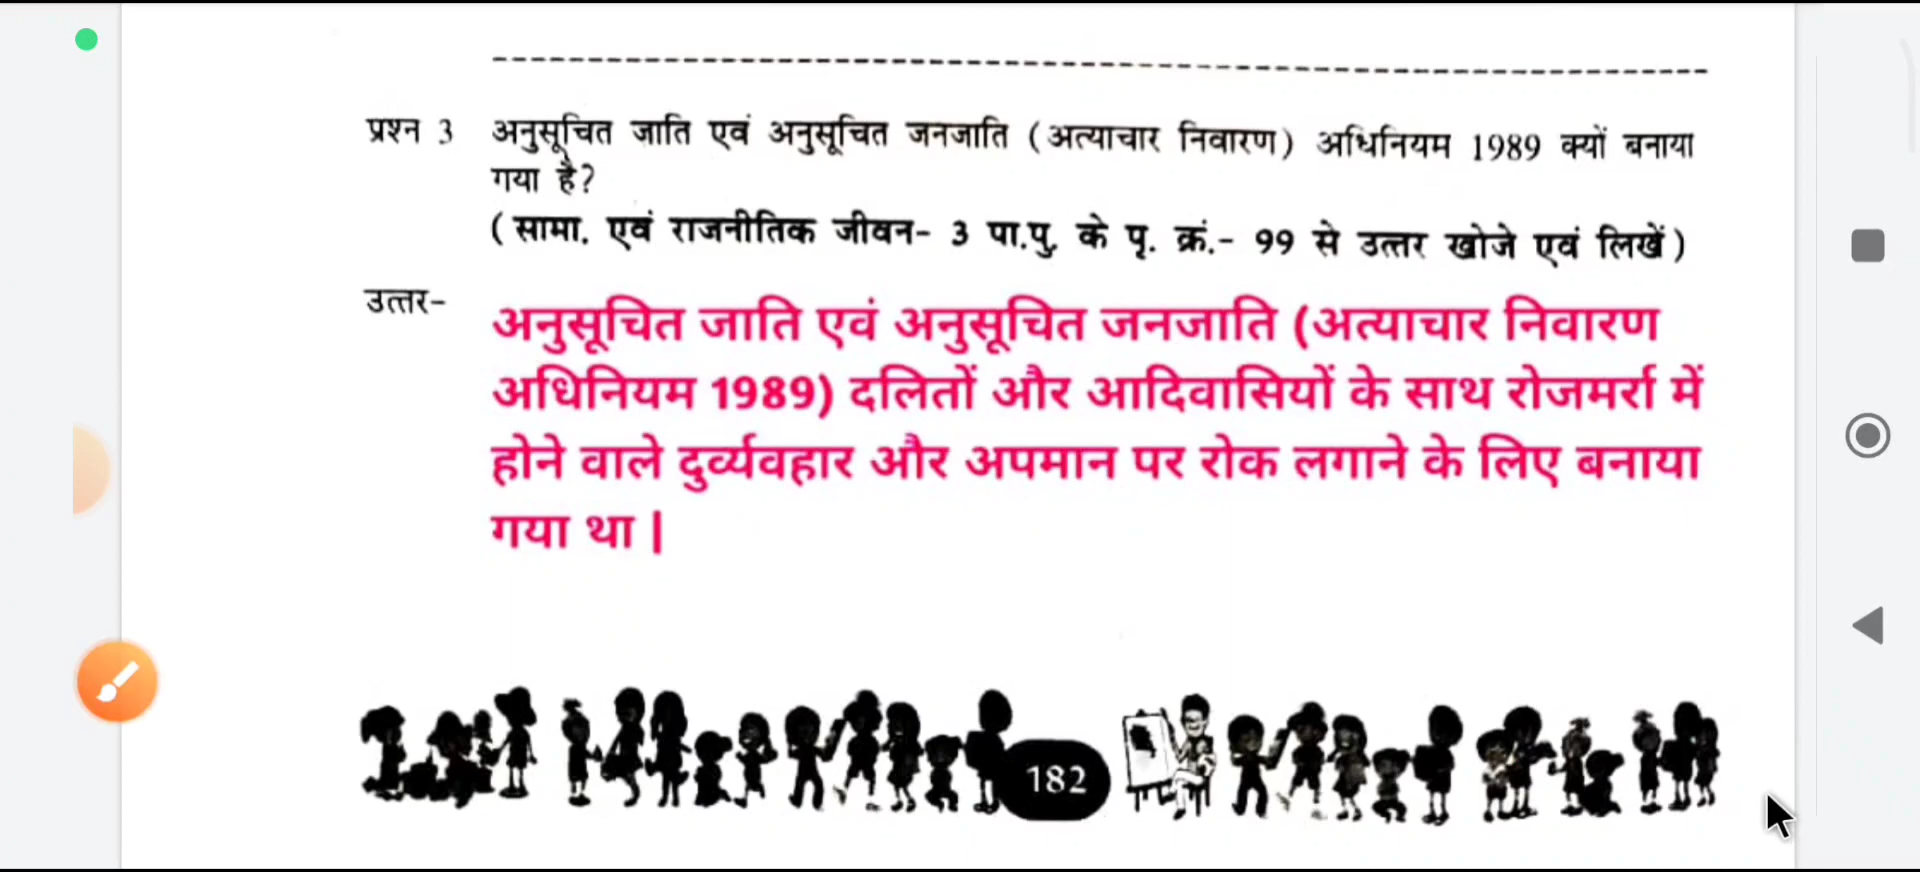 प्रश्न 3 अनुसूचित जाति एवं अनुसूचित जनजाति (अत्याचार निवारण) अधिनियम 1989 क्यों बनाया
गया है?
(सामा. एवं राजनीतिक जीवन- 3 पा.पु. के पृ. क्रं.- 99 से उत्तर खोजे एवं लिखें)
उत्तर- अनुसूचित जाति एवं अनुसूचित जनजाति (अत्याचार निवारण
अधिनियम 1989) दलितों और आदिवासियों के साथ रोजमर्रा में
होने वाले दुर्व्यवहार और अपमान पर रोक लगाने के लिए बनाया
गया था |
182